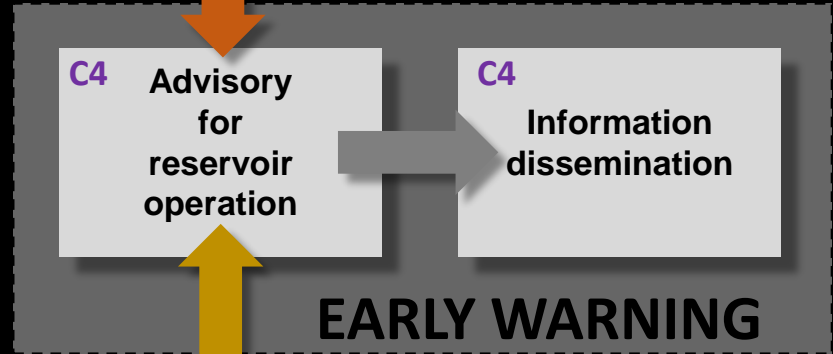 C4
Advisory
for
reservoir
operation
C4
Information
dissemination
EARLY WARNING